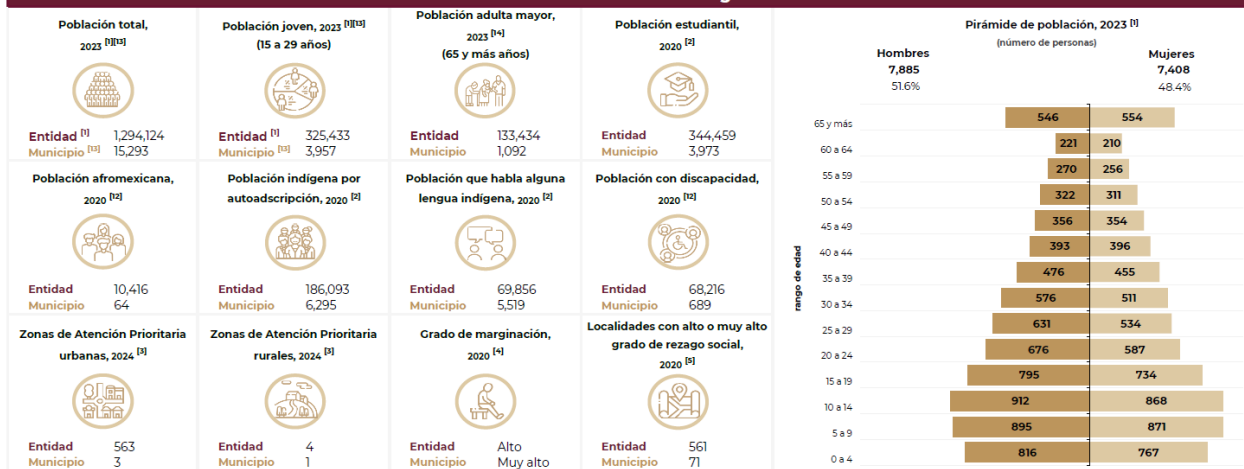 Población total,
2023 [1][13]
Entidad [1] 1,294,124
Municipio [13] 15,293
Población joven, 2023 [1][13]
(15 a 29 años)
Entidad [1] 325,433
Municipio [13] 3,957
Población adulta mayor,
2023 [14]
(65 y más años)
Entidad 133,434
Municipio 1,092
Población estudiantil,
2020 [2]
Entidad 344,459
Municipio 3,973
Población afromexicana,
2020 [12]
Entidad 10,416
Municipio 64
Población indígena por
autoadscripción, 2020 [2]
Entidad 186,093
Municipio 6,295
Población que habla alguna
lengua indígena, 2020 [2]
Entidad 69,856
Municipio 5,519
Población con discapacidad,
2020 [12]
Entidad 68,216
Municipio 689
Zonas de Atención Prioritaria
urbanas, 2024 [3]
Entidad 563
Municipio 3
Zonas de Atención Prioritaria
rurales, 2024 [3]
Entidad 4
Municipio 1
Grado de marginación,
2020 [4]
Entidad Alto
Municipio Muy alto
Localidades con alto o muy alto
grado de rezago social,
2020 [5]
Entidad 561
Municipio 71
Pirámide de población, 2023 [1]
(número de personas)
Hombres Mujeres
7,885 7,408
51.6% 48.4%
rango de edad
65 y más 546 554
60 a 64 221 210
55 a 59 270 256
50 a 54 322 311
45 a 49 356 354
40 a 44 393 396
35 a 39 476 455
30 a 34 576 511
25 a 29 631 534
20 a 24 676 587
15 a 19 795 734
10 a 14 912 868
5 a 9 895 871
0 a 4 816 767